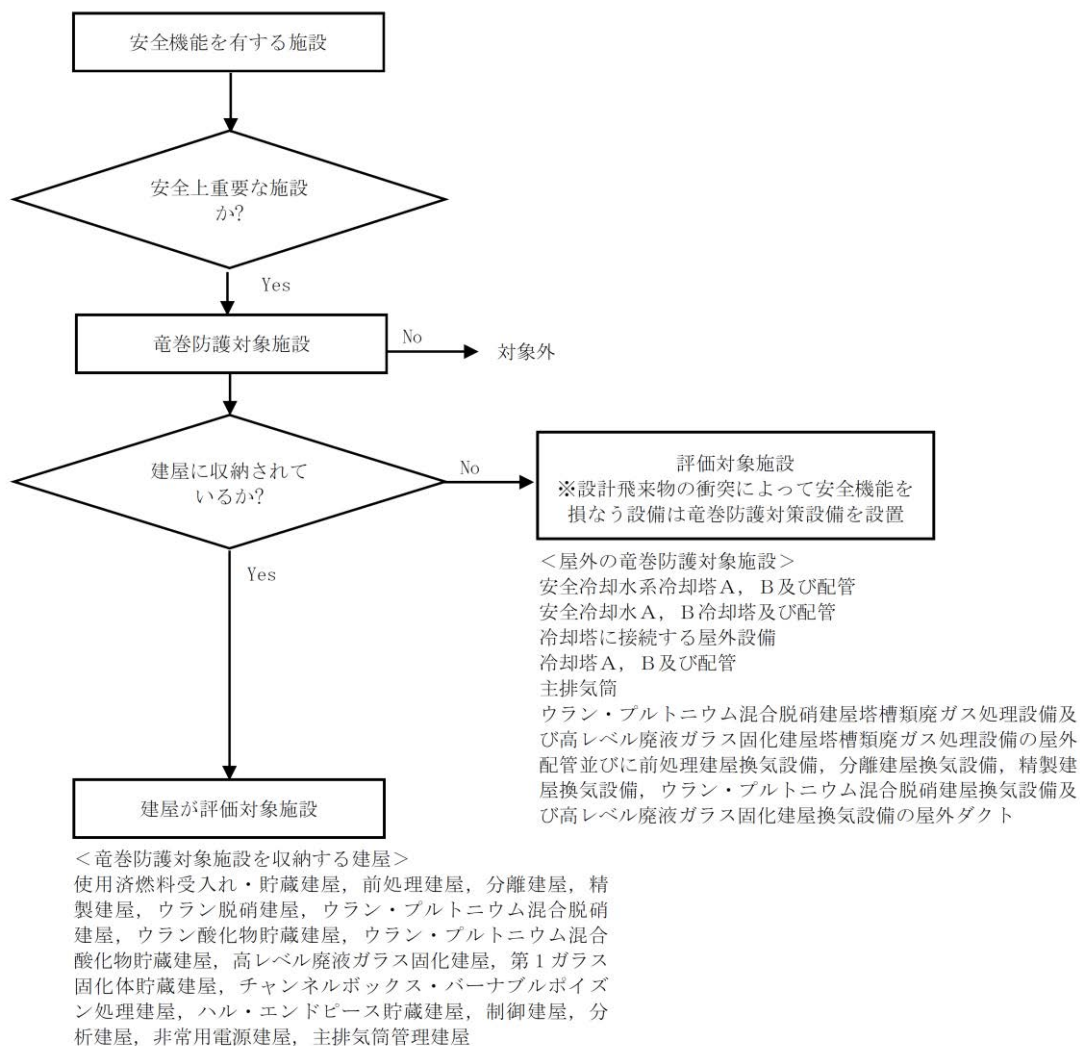 安全機能を有する施設
安全上重要な施設
か?
Yes
竜巻防護対象施設
No
対象外
建屋に収納されて
いるか?
No
評価対象施設
※設計飛来物の衝突によって安全機能を
損なう設備は竜巻防護対策設備を設置
Yes
＜屋外の竜巻防護対象施設＞
安全冷却水系冷却塔Ａ，Ｂ及び配管
安全冷却水Ａ，Ｂ冷却塔及び配管
冷却塔に接続する屋外設備
冷却塔Ａ，Ｂ及び配管
主排気筒
ウラン・プルトニウム混合脱硝建屋塔槽類廃ガス処理設備及
び高レベル廃液ガラス固化建屋塔槽類廃ガス処理設備の屋外
配管並びに前処理建屋換気設備，分離建屋換気設備，精製建
屋換気設備，ウラン・プルトニウム混合脱硝建屋換気設備及
び高レベル廃液ガラス固化建屋換気設備の屋外ダクト
建屋が評価対象施設
＜竜巻防護対象施設を収納する建屋＞
使用済燃料受入れ・貯蔵建屋，前処理建屋，分離建屋，精
製建屋，ウラン脱硝建屋，ウラン・プルトニウム混合脱硝
建屋，ウラン酸化物貯蔵建屋，ウラン・プルトニウム混合
酸化物貯蔵建屋，高レベル廃液ガラス固化建屋，第１ガラス
固化体貯蔵建屋，チャンネルボックス・バーナブルポイズ
ン処理建屋，ハル・エンドピース貯蔵建屋，制御建屋，分
析建屋，非常用電源建屋，主排気筒管理建屋